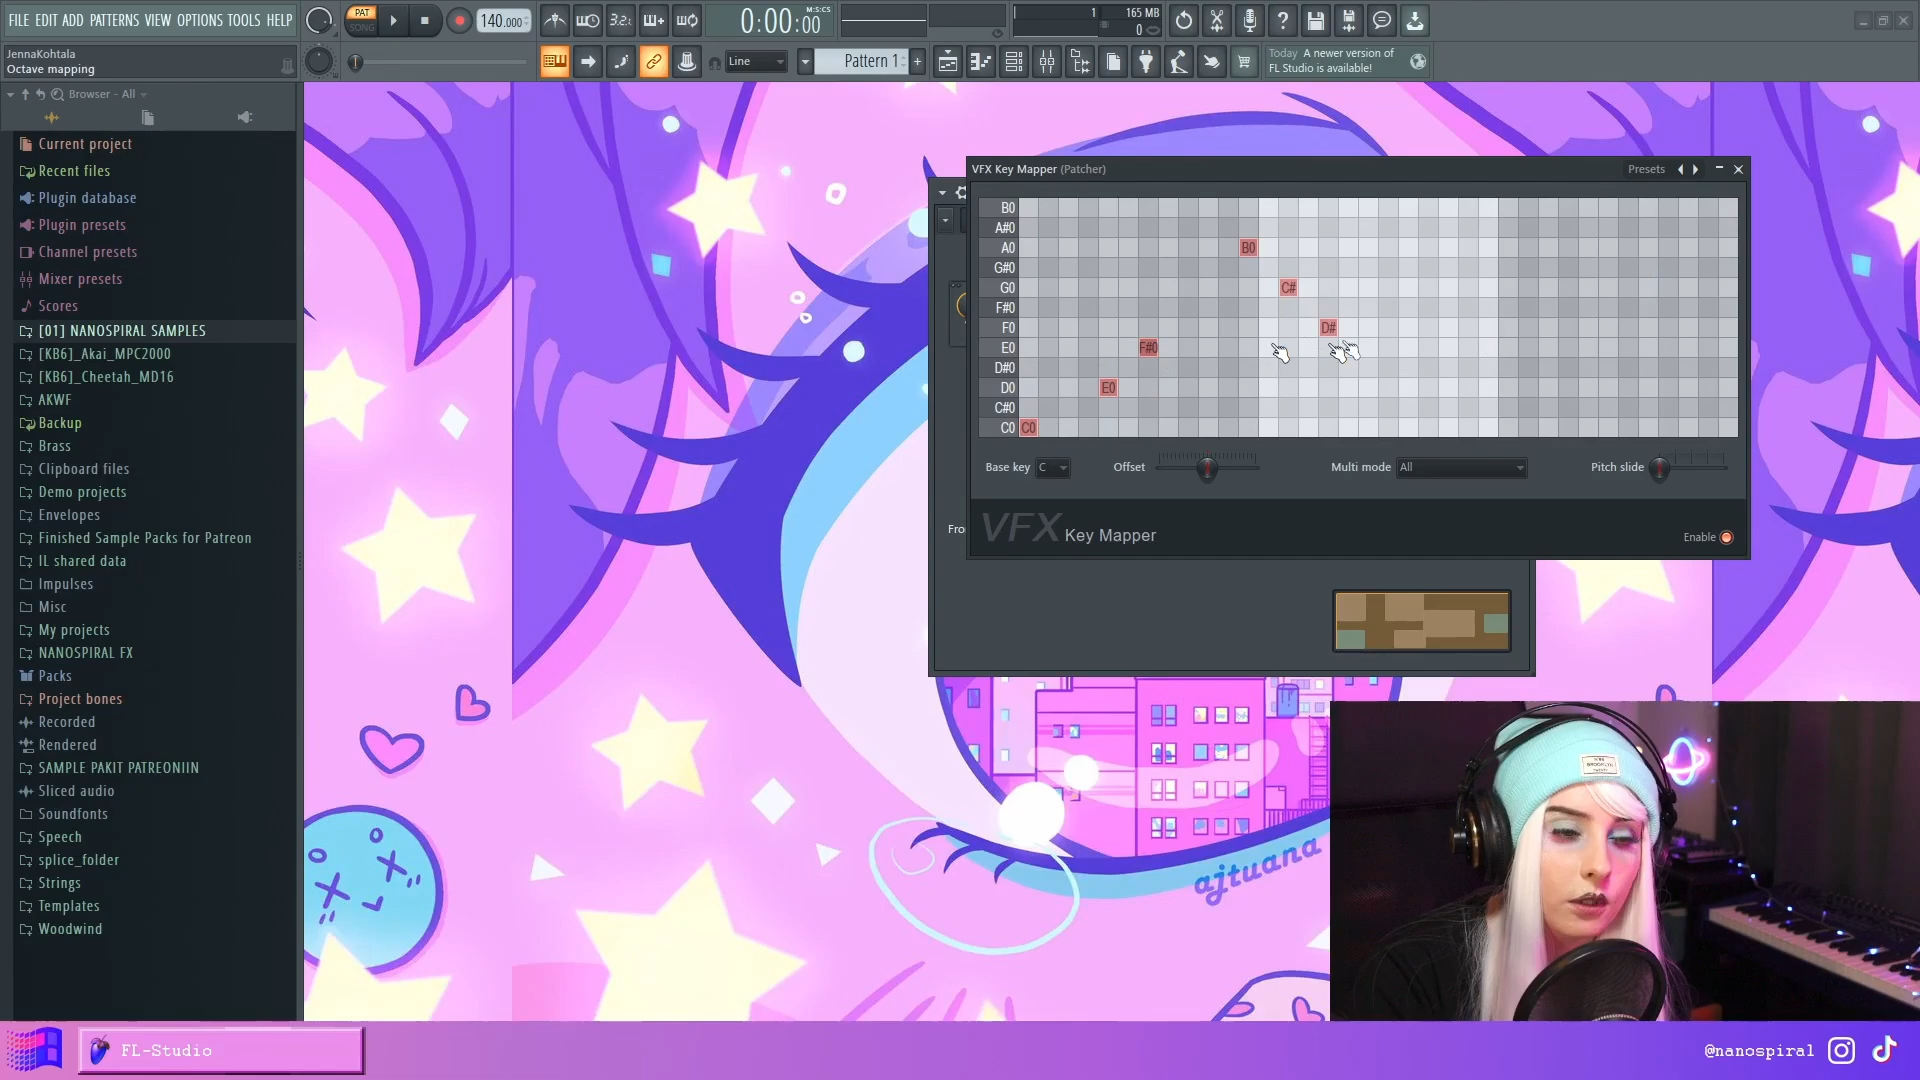 FILE EDIT ADD PATTERNS VIEW OPTIONS TOOLS HELP
PAT
SONG
140.000
3.2..
0:00:00
M:S:CS
1
165 MB
0
JennaKohtala
Octave mapping
Line
Pattern 1
Today A newer version of
FL Studio is available!
Browser - All
Current project
Recent files
Plugin database
Plugin presets
Channel presets
Mixer presets
Scores
[01] NANOSPIRAL SAMPLES
[KB6]_Akai_MPC2000
[KB6]_Cheetah_MD16
AKWF
Backup
Brass
Clipboard files
Demo projects
Envelopes
Finished Sample Packs for Patreon
IL shared data
Impulses
Misc
My projects
NANOSPIRAL FX
Packs
Project bones
Recorded
Rendered
SAMPLE PAKIT PATREONIIN
Sliced audio
Soundfonts
Speech
splice_folder
Strings
Templates
Woodwind
VFX Key Mapper (Patcher)
Presets
B0
A#0
A0 B0
G#0
G0 C#
F#0
F0 D#
E0 F#0
D#0
D0 E0
C#0
C0 C0
Base key C
Offset
Multi mode All
Pitch slide
VFX Key Mapper
Enable
Fro
ajtuana
BROOKLYN
FL-Studio
@nanospiral